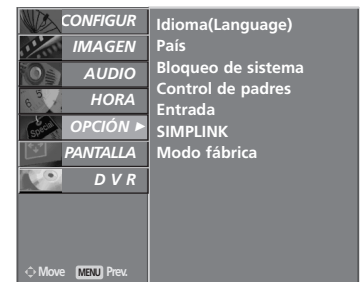 CONFIGUR
IMAGEN
AUDIO
HORA
Special
OPCIÓN ►
PANTALLA
D V R
Idioma(Language)
País
Bloqueo de sistema
Control de padres
Entrada
SIMPLINK
Modo fábrica
Move MENU Prev.